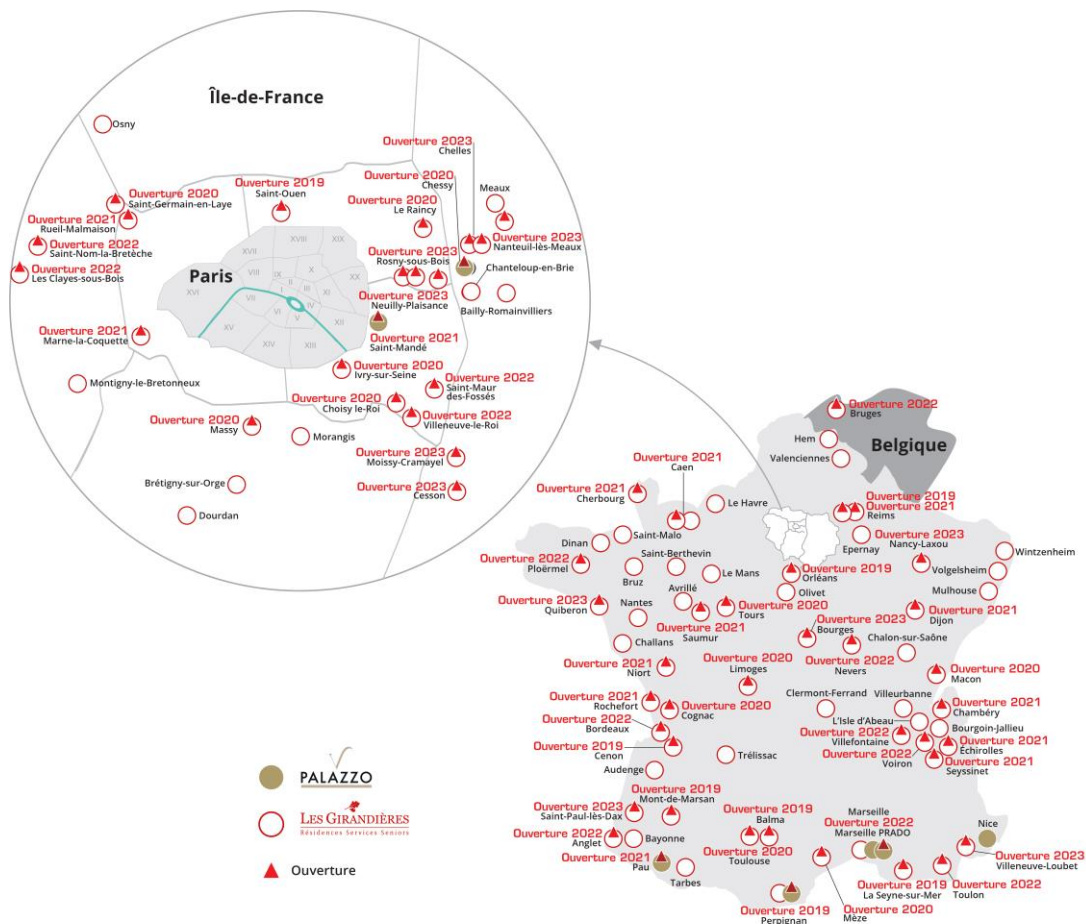 Île-de-France
Osny
Ouverture 2023
Chelles
Ouverture 2020
Chessy
Meaux
Ouverture 2019
Saint-Ouen
Ouverture 2020
Le Raincy
Ouverture 2020
Saint-Germain-en-Laye
Ouverture 2021
Rueil-Malmaison
Ouverture 2022
Saint-Nom-la-Bretèche
Ouverture 2022
Les Clayes-sous-Bois
Ouverture 2023
Nanteuil-lès-Meaux
Ouverture 2023
Rosny-sous-Bois
Chanteloup-en-Brie
Paris
XVII
XVIII
XIX
VIII
IX
X
II
I
III
XX
XI
XVI
VII
IV
VI
V
XII
XV
XIV
XIII
Ouverture 2023
Neuilly-Plaisance
Bailly-Romainvilliers
Ouverture 2021
Saint-Mandé
Ouverture 2021
Marne-la-Coquette
Ouverture 2020
Ivry-sur-Seine
Montigny-le-Bretonneux
Ouverture 2022
Saint-Maur
des-Fossés
Ouverture 2020
Choisy le-Roi
Ouverture 2022
Villeneuve-le-Roi
Ouverture 2020
Massy
Morangis
Ouverture 2023
Moissy-Cramayel
Brétigny-sur-Orge
Ouverture 2023
Cesson
Dourdan
Ouverture 2022
Bruges
Belgique
Hem
Valenciennes
Ouverture 2021
Caen
Ouverture 2021
Cherbourg
Le Havre
Ouverture 2019
Ouverture 2021
Reims
Saint-Malo
Dinan
Epernay
Ouverture 2023
Nancy-Laxou
Wintzenheim
Saint-Berthevin
Ouverture 2022
Ploërmel
Bruz
Le Mans
Ouverture 2019
Orléans
Volgelsheim
Olivet
Mulhouse
Avrillé
Ouverture 2023
Quiberon
Nantes
Ouverture 2020
Tours
Ouverture 2021
Saumur
Ouverture 2023
Bourges
Ouverture 2021
Dijon
Challans
Chalon-sur-Saône
Ouverture 2022
Nevers
Ouverture 2021
Niort
Ouverture 2020
Limoges
Ouverture 2020
Macon
Ouverture 2021
Rochefort
Ouverture 2020
Cognac
Clermont-Ferrand
Villeurbanne
Ouverture 2021
Chambéry
L'Isle d'Abeau
Bourgoin-Jallieu
Ouverture 2022
Bordeaux
Ouverture 2022
Villefontaine
Ouverture 2021
Échirolles
Ouverture 2022
Voiron
Ouverture 2021
Seyssinet
Ouverture 2019
Cenon
Trélissac
Audenge
PALAZZO
LES GIRANDIÈRES
Résidences Services Seniors
Ouverture
Ouverture 2019
Mont-de-Marsan
Ouverture 2023
Saint-Paul-lès-Dax
Ouverture 2019
Balma
Marseille
Ouverture 2022
Marseille PRADO
Nice
Ouverture 2022
Anglet
Bayonne
Ouverture 2020
Toulouse
Ouverture 2021
Pau
Tarbes
Ouverture 2023
Villeneuve-Loubet
Ouverture 2019
La Seyne-sur-Mer
Ouverture 2022
Toulon
Ouverture 2019
Perpignan
Ouverture 2020
Mèze